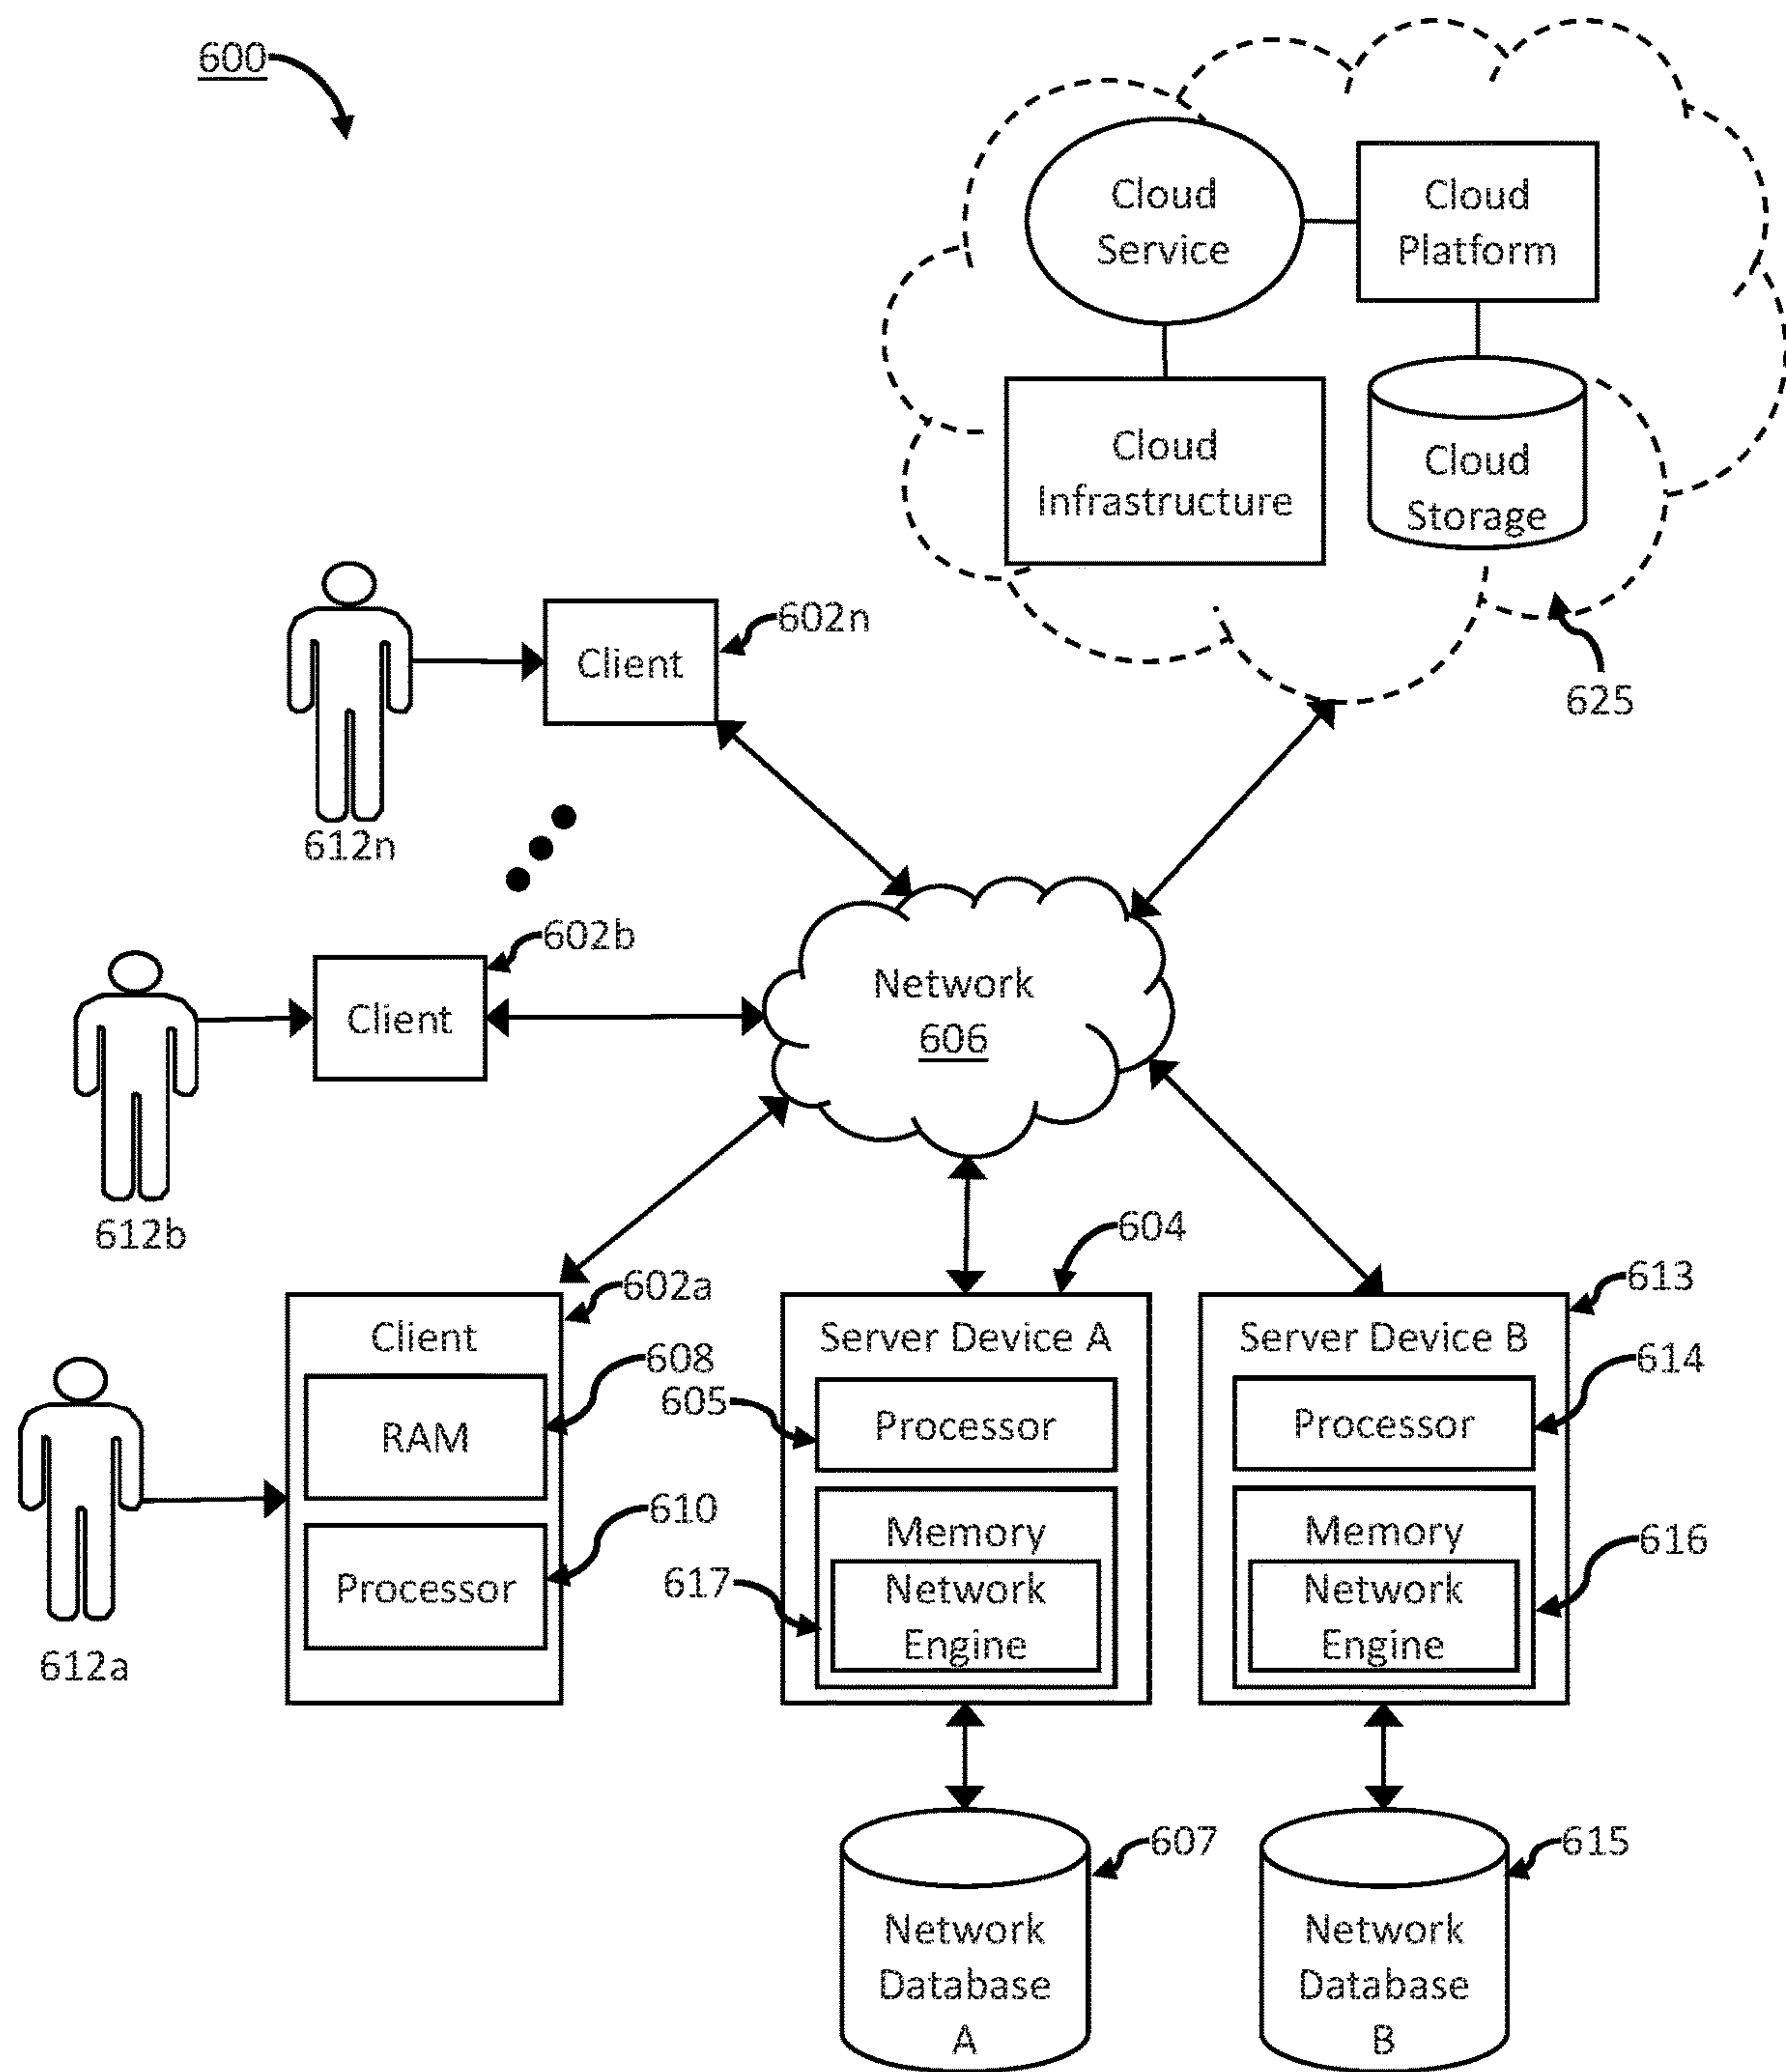 600
Cloud
Service
Cloud
Platform
Cloud
Infrastructure
Cloud
Storage
625
602n
Client
612n
602b
Client
612b
Network
606
604
602a
Client
608
RAM
610
Processor
612a
Server Device A
605
Processor
Memory
617
Network
Engine
613
Server Device B
614
Processor
Memory
616
Network
Engine
607
Network
Database
A
615
Network
Database
B